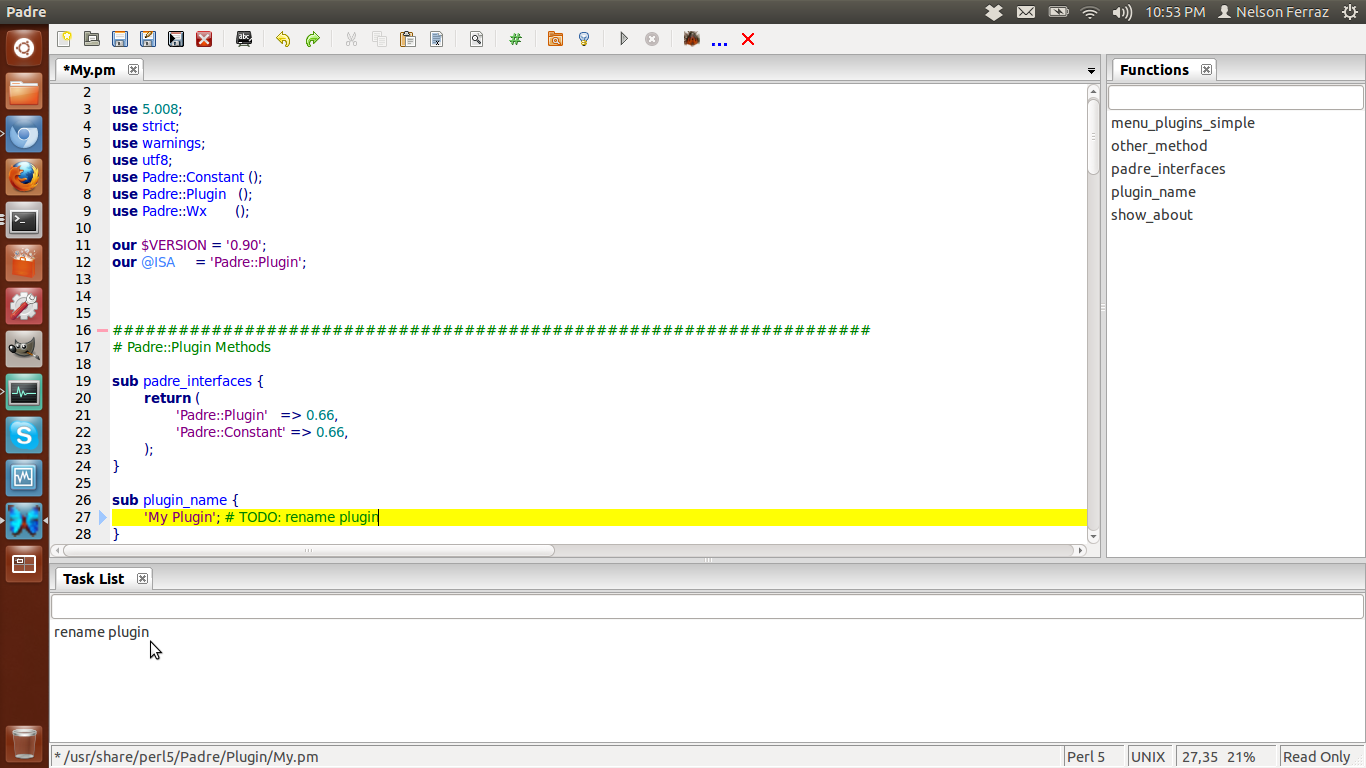 Padre
10:53 PM Nelson Ferraz
*My.pm
2
3 use 5.008;
4 use strict;
5 use warnings;
6 use utf8;
7 use Padre::Constant ();
8 use Padre::Plugin ();
9 use Padre::Wx ();
10
11 our $VERSION = '0.90';
12 our @ISA = 'Padre::Plugin';
13
14
15
16 #####################################################################
17 # Padre::Plugin Methods
18
19 sub padre_interfaces {
20 return (
21 'Padre::Plugin' => 0.66,
22 'Padre::Constant' => 0.66,
23 );
24 }
25
26 sub plugin_name {
27 'My Plugin'; # TODO: rename plugin
28 }
Functions
menu_plugins_simple
other_method
padre_interfaces
plugin_name
show_about
Task List
rename plugin
* /usr/share/perl5/Padre/Plugin/My.pm Perl 5 UNIX 27,35 21% Read Only